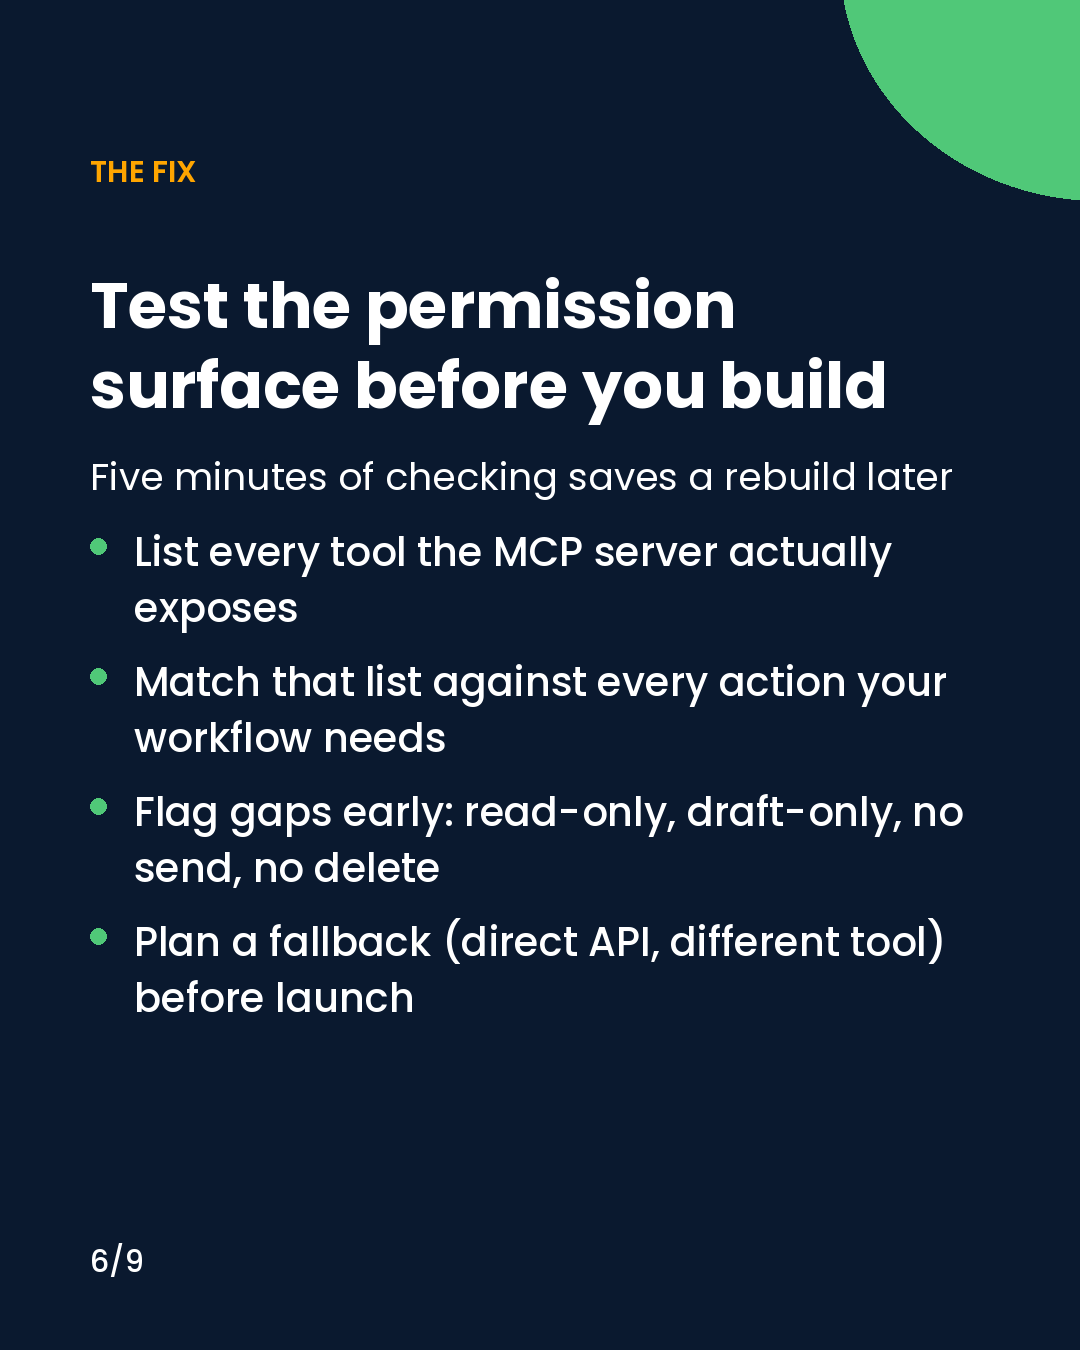 THE FIX
Test the permission
surface before you build
Five minutes of checking saves a rebuild later
List every tool the MCP server actually
exposes
Match that list against every action your
workflow needs
Flag gaps early: read-only, draft-only, no
send, no delete
Plan a fallback (direct API, different tool)
before launch
6/9